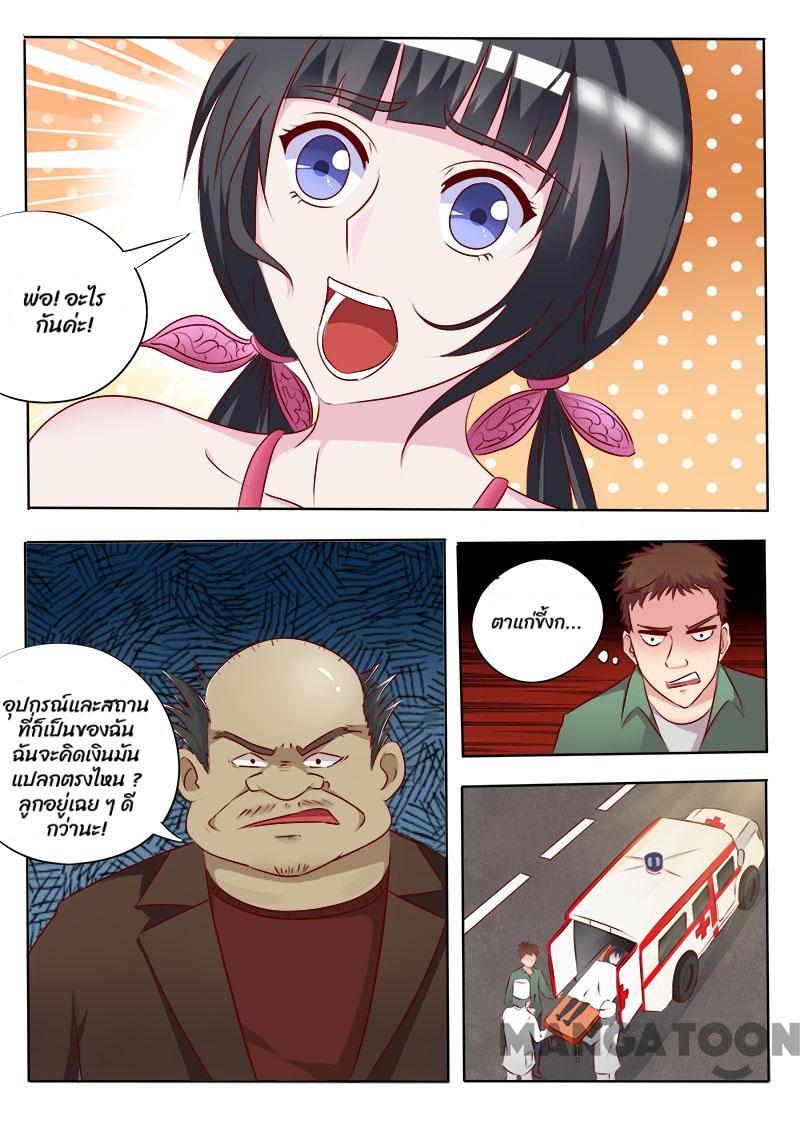 พ่อ! อะไร
กันค่ะ!
ตาแก่ขี้งก...
อุปกรณ์และสถาน
ที่ก็เป็นของฉัน
ฉันจะคิดเงินมัน
แปลกตรงไหน ?
ลูกอยู่เฉย ๆ ดี
กว่านะ!
MANGATOON